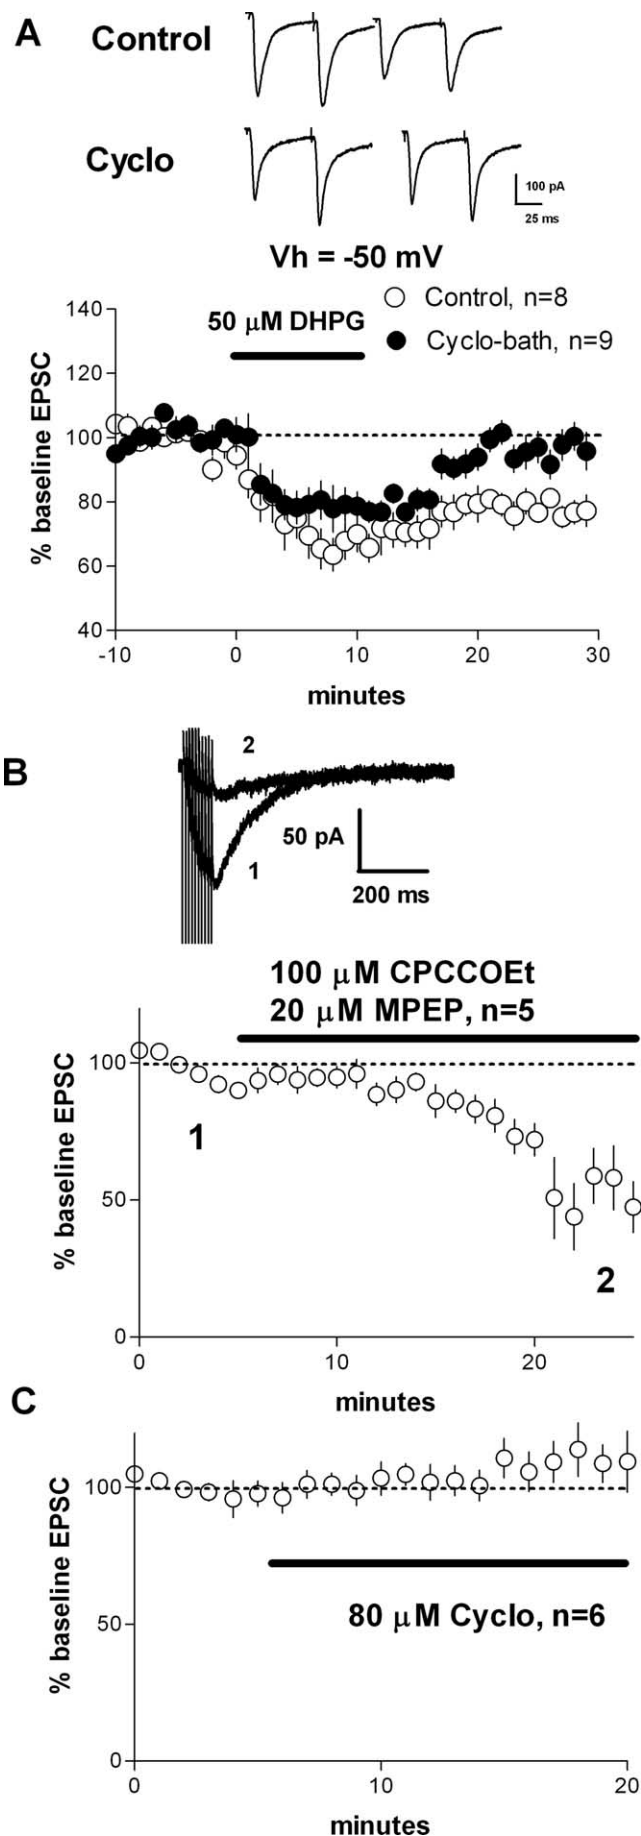 A
Control
Cyclo
100 pA
25 ms
Vh = -50 mV
Control, n=8
50 μM DHPG
Cyclo-bath, n=9
140
120
100
80
60
40
% baseline EPSC
-10 0 10 20 30
minutes
B
2
50 pA
1
200 ms
100 μM CPCCOEt
20 μM MPEP, n=5
100
50
0
% baseline EPSC
1
2
0 10 20
minutes
C
100
50
0
% baseline EPSC
80 μM Cyclo, n=6
0 10 20
minutes